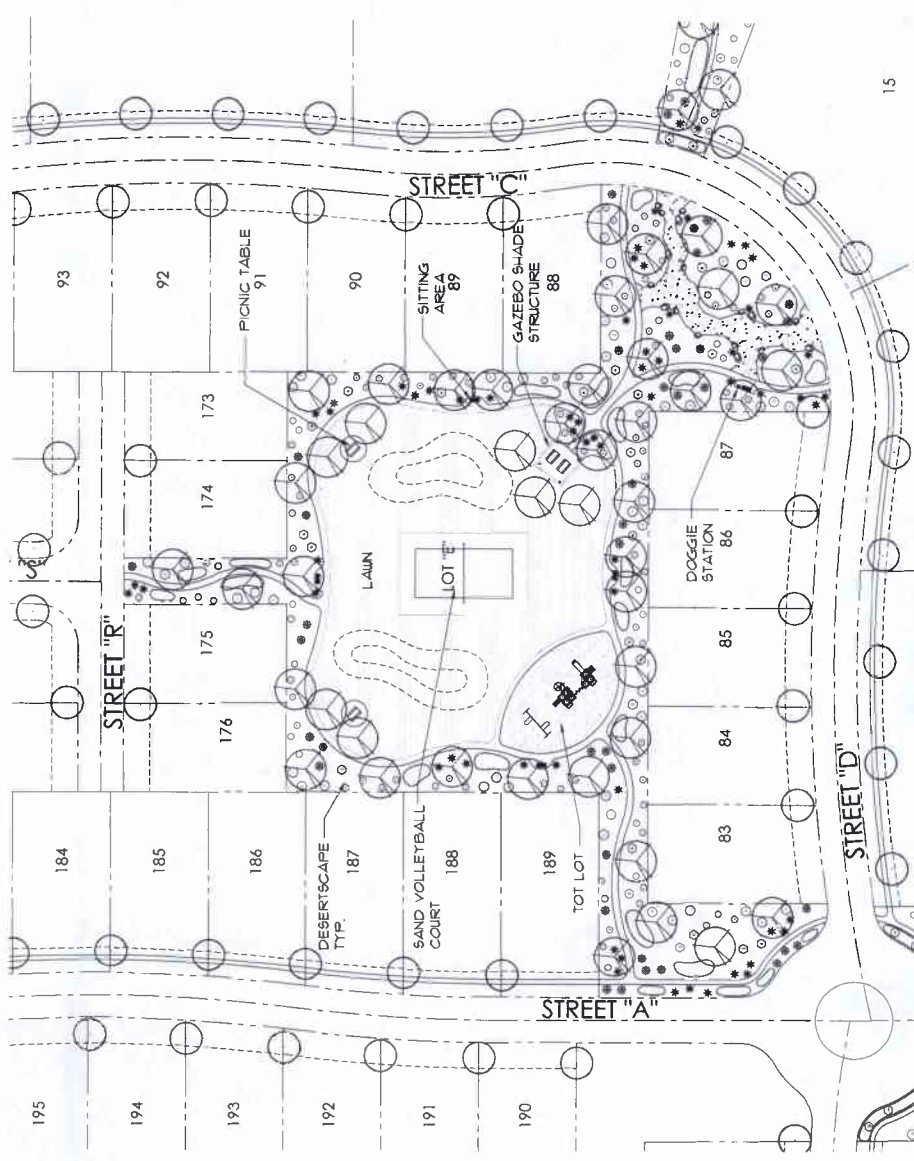 STREET "C"
93
92
91
PICNIC TABLE
90
SITTING
AREA
89
GAZEBO SHADE
STRUCTURE
88
15
173
174
LAWN
LOT "E"
DOGGIE
STATION
87
86
85
84
83
STREET "R"
175
176
184
185
186
DESERTSCAPE
TYP.
187
SAND VOLLEYBALL
COURT
188
189
TOT LOT
STREET "D"
STREET "A"
195
194
193
192
191
190